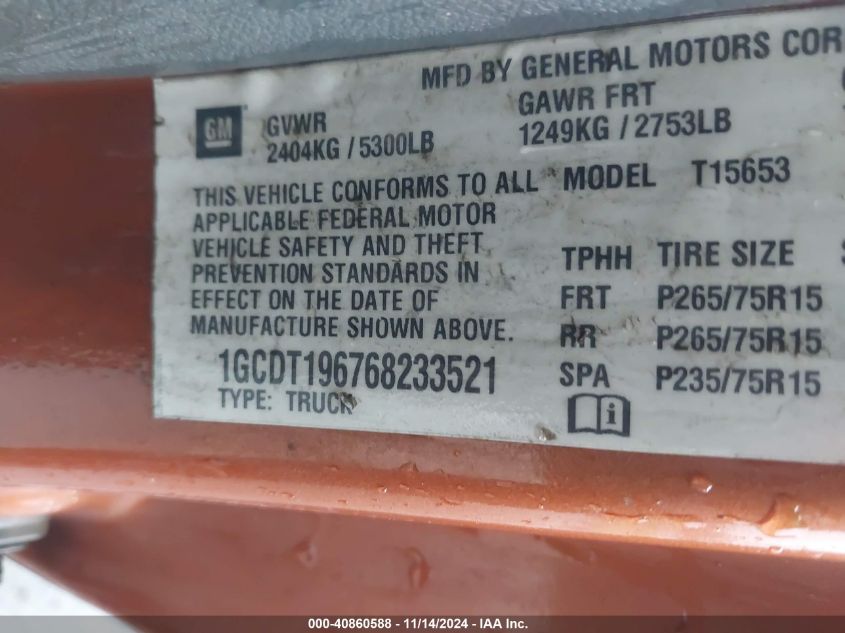 MFD BY GENERAL MOTORS COR
GM
GVWR
2404KG / 5300LB
GAWR FRT
1249KG / 2753LB
THIS VEHICLE CONFORMS TO ALL
APPLICABLE FEDERAL MOTOR
VEHICLE SAFETY AND THEFT
PREVENTION STANDARDS IN
EFFECT ON THE DATE OF
MANUFACTURE SHOWN ABOVE.
1GCDT196768233521
TYPE: TRUCK
MODEL T15653
TPHH TIRE SIZE
FRT P265/75R15
RR P265/75R15
SPA P235/75R15
i
000-40860588 - 11/14/2024 - IAA Inc.